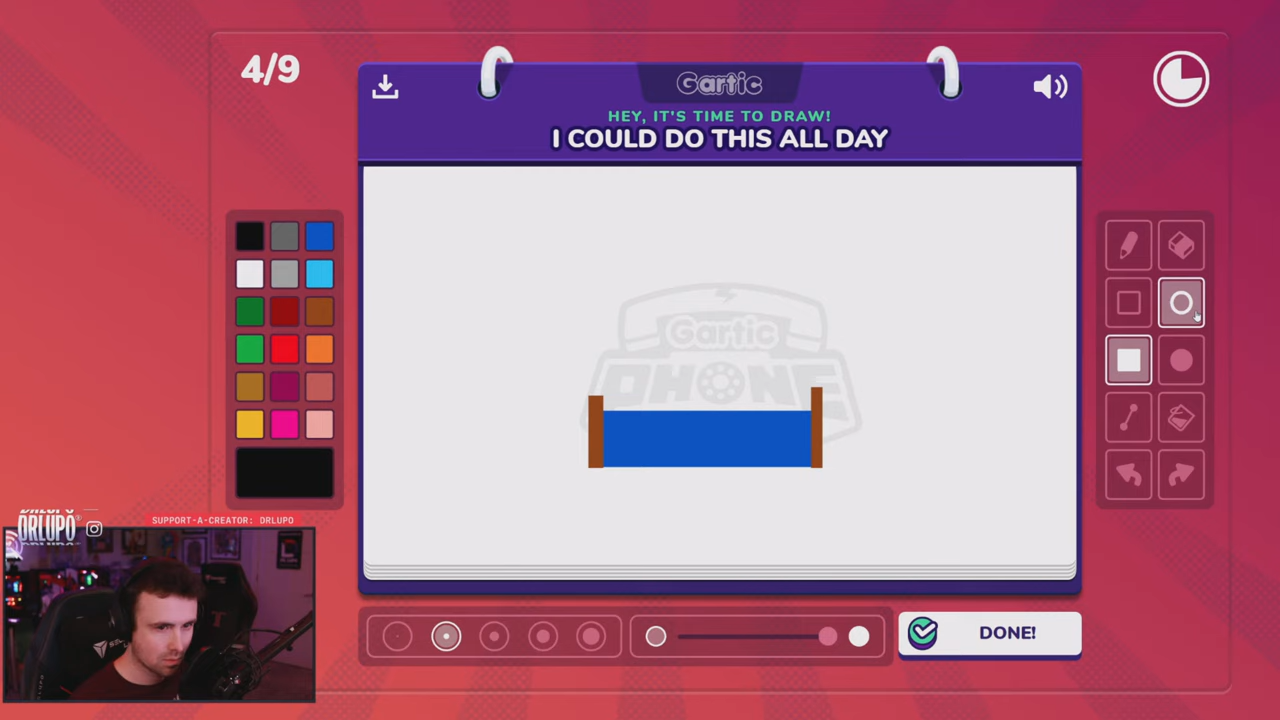 4/9
Gartic
HEY, IT'S TIME TO DRAW!
I COULD DO THIS ALL DAY
Gartic
PHONE
SUPPORT-A-CREATOR: DRLUPO
DRLUPO
DONE!